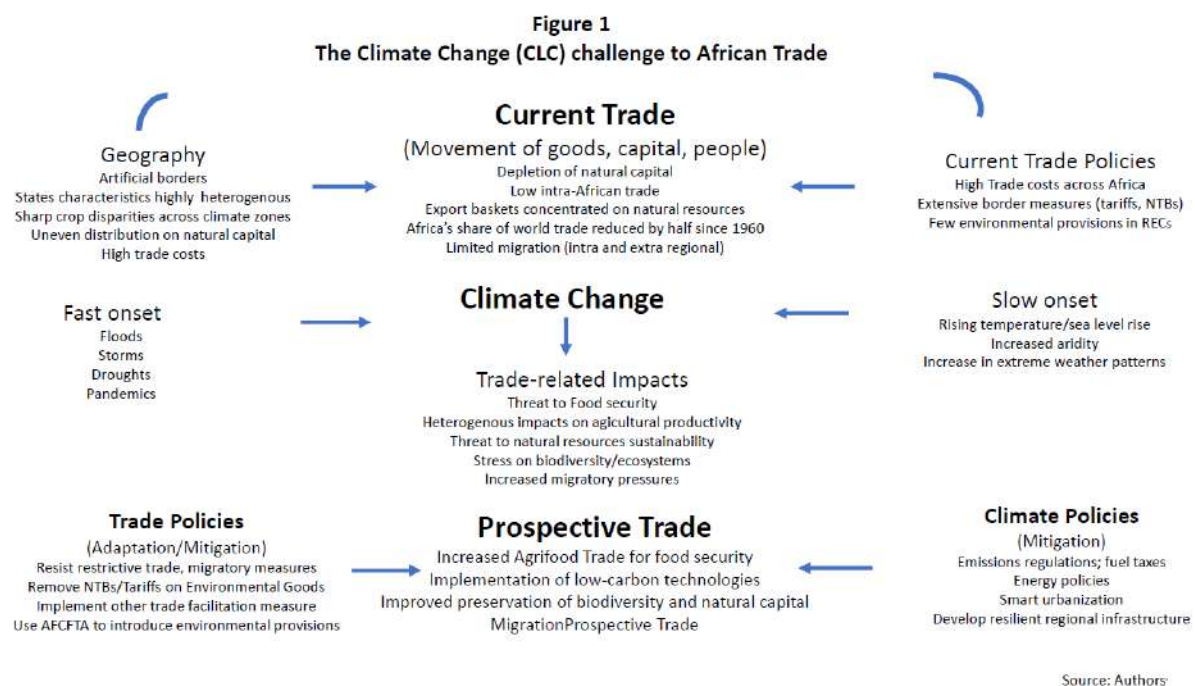 Figure 1
The Climate Change (CLC) challenge to African Trade
Current Trade
(Movement of goods, capital, people)
Depletion of natural capital
Low intra-African trade
Export baskets concentrated on natural resources
Africa's share of world trade reduced by half since 1960
Limited migration (intra and extra regional)
Geography
Artificial borders
States characteristics highly heterogenous
Sharp crop disparities across climate zones
Uneven distribution on natural capital
High trade costs
Current Trade Policies
High Trade costs across Africa
Extensive border measures (tariffs, NTBs)
Few environmental provisions in RECs
Fast onset
Floods
Storms
Droughts
Pandemics
Climate Change
Slow onset
Rising temperature/sea level rise
Increased aridity
Increase in extreme weather patterns
Trade-related Impacts
Threat to Food security
Heterogenous impacts on agicultural productivity
Threat to natural resources sustainability
Stress on biodiversity/ecosystems
Increased migratory pressures
Trade Policies
(Adaptation/Mitigation)
Resist restrictive trade, migratory measures
Remove NTBs/Tariffs on Environmental Goods
Implement other trade facilitation measure
Use AFCFTA to introduce environmental provisions
Prospective Trade
Increased Agrifood Trade for food security
Implementation of low-carbon technologies
Improved preservation of biodiversity and natural capital
MigrationProspective Trade
Climate Policies
(Mitigation)
Emissions regulations; fuel taxes
Energy policies
Smart urbanization
Develop resilient regional infrastructure
Source: Authors'